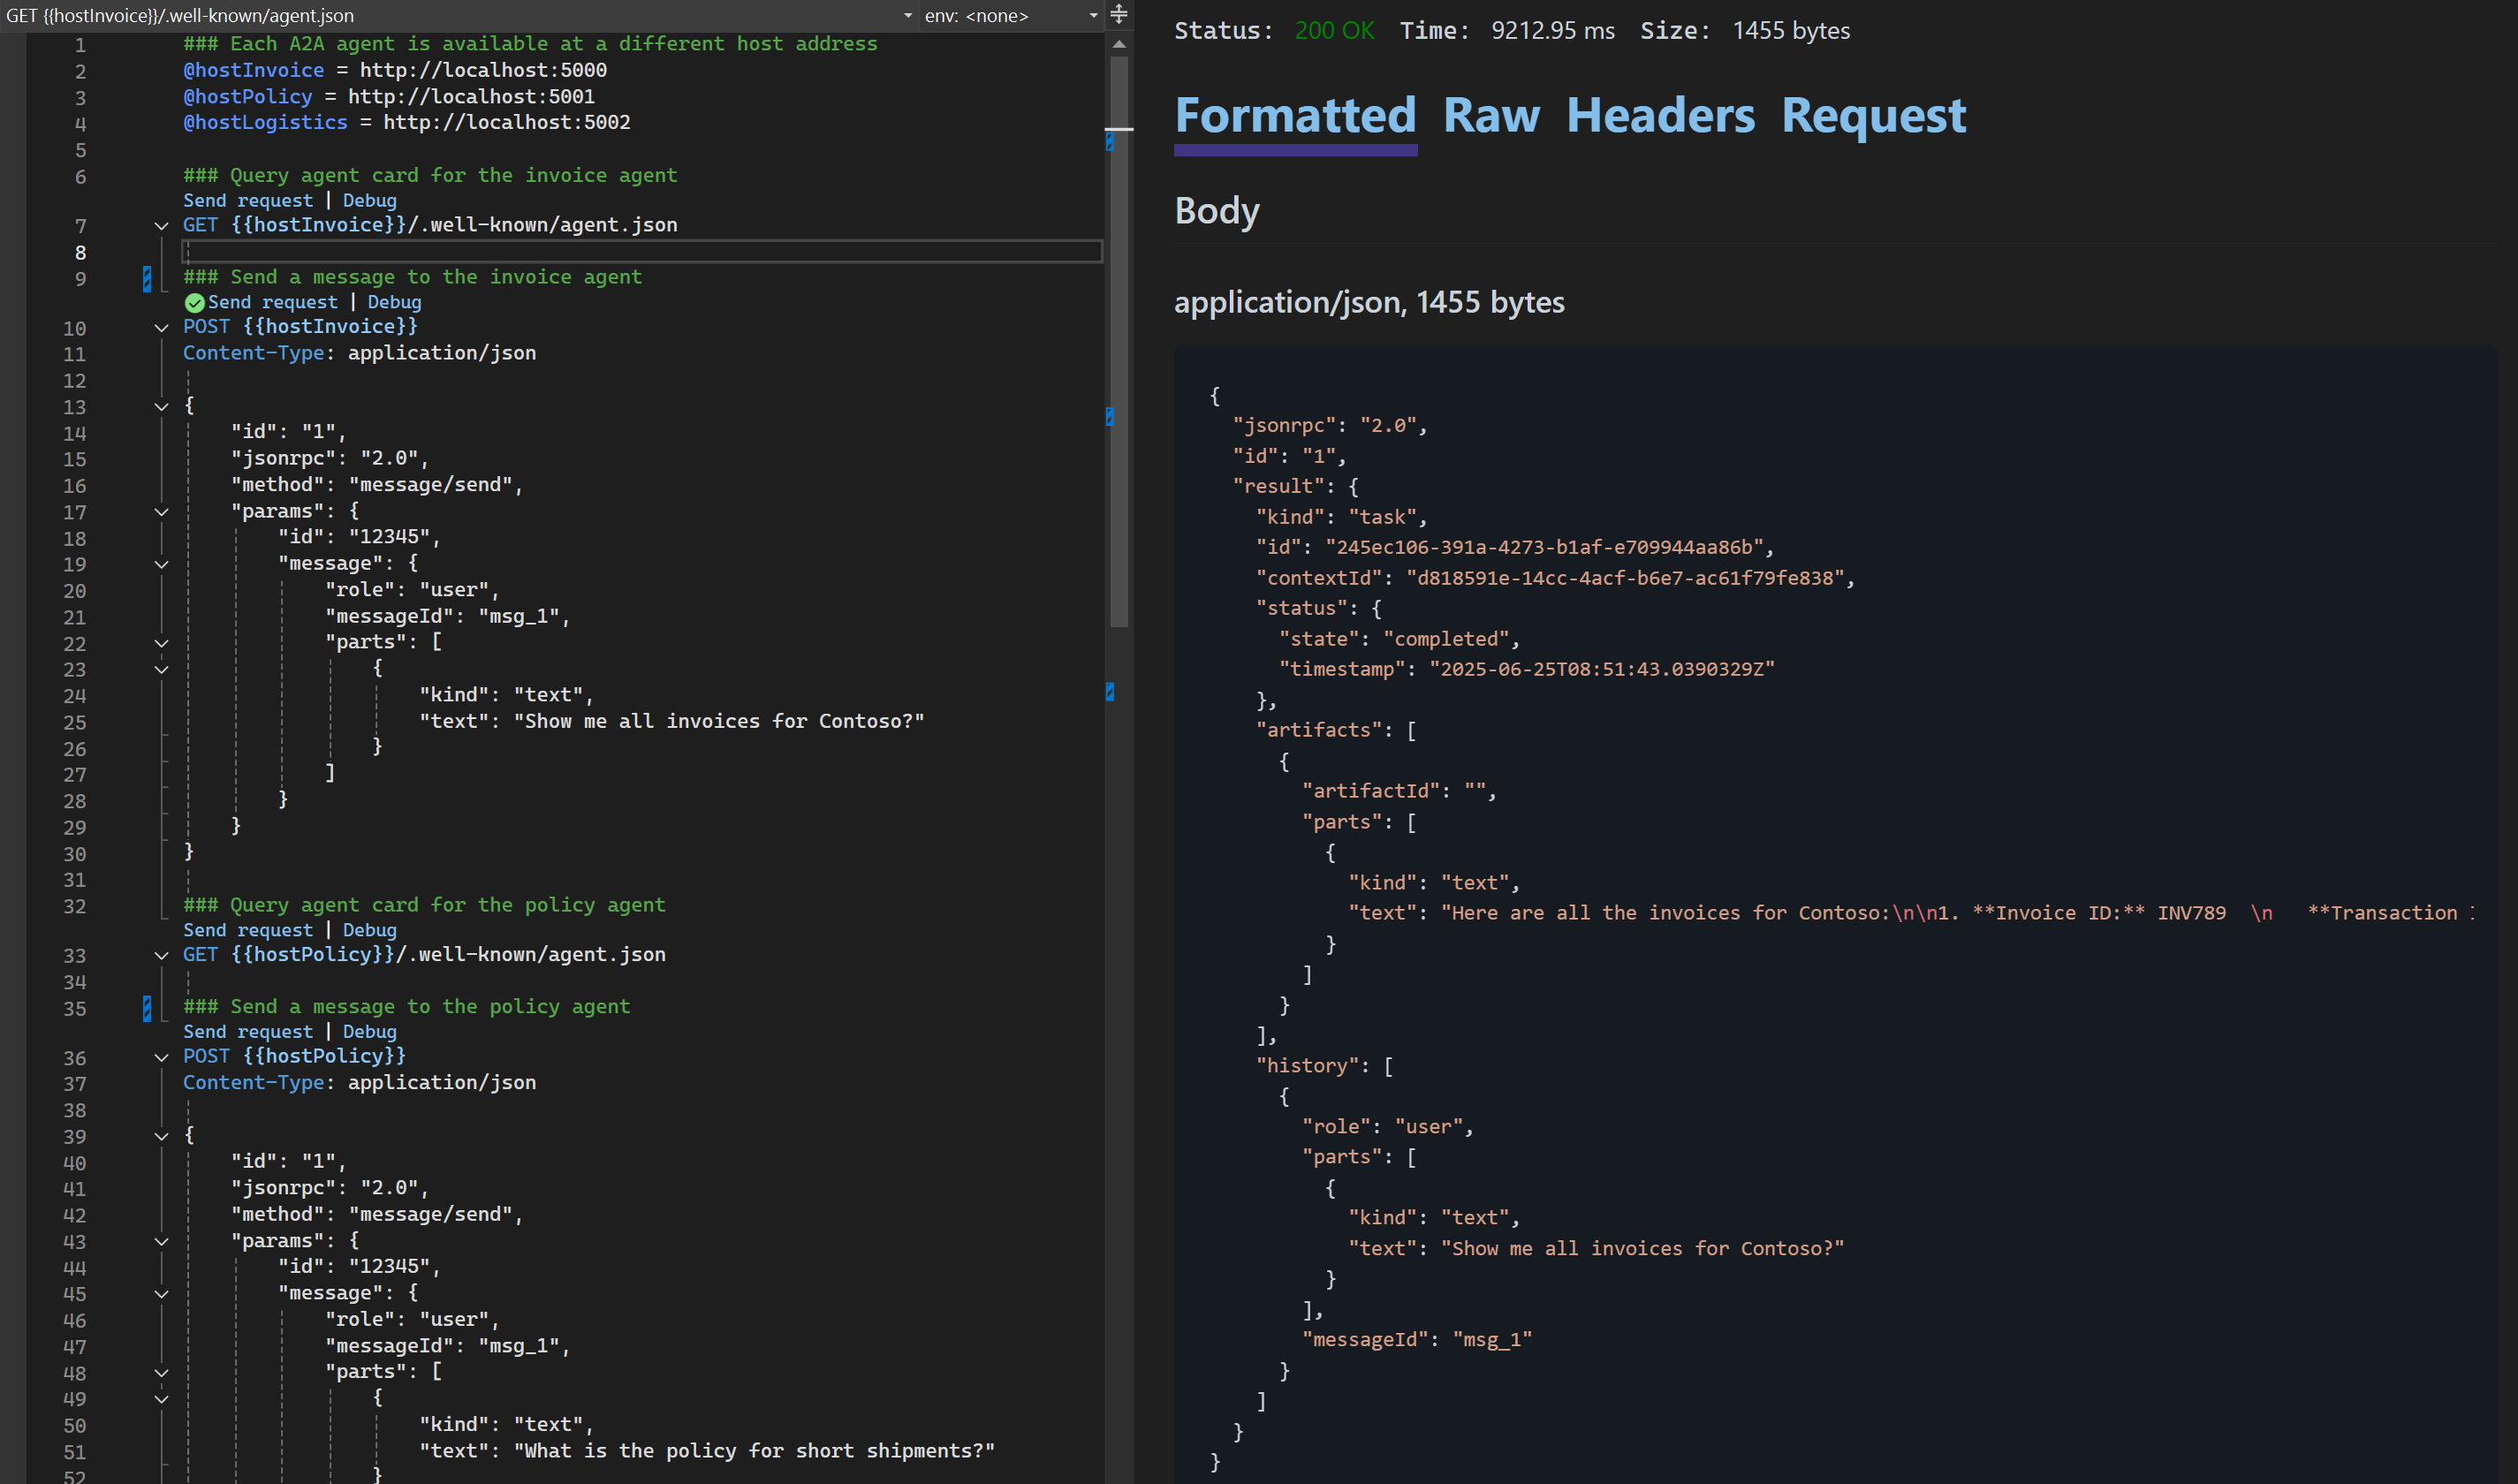 GET {{hostInvoice}}/.well-known/agent.json
env: <none>
1 ### Each A2A agent is available at a different host address
2 @hostInvoice = http://localhost:5000
3 @hostPolicy = http://localhost:5001
4 @hostLogistics = http://localhost:5002
5
6 ### Query agent card for the invoice agent
Send request | Debug
7 GET {{hostInvoice}}/.well-known/agent.json
8
9 ### Send a message to the invoice agent
Send request | Debug
10 POST {{hostInvoice}}
11 Content-Type: application/json
12
13 {
14 "id": "1",
15 "jsonrpc": "2.0",
16 "method": "message/send",
17 "params": {
18 "id": "12345",
19 "message": {
20 "role": "user",
21 "messageId": "msg_1",
22 "parts": [
23 {
24 "kind": "text",
25 "text": "Show me all invoices for Contoso?"
26 }
27 ]
28 }
29 }
30 }
31
32 ### Query agent card for the policy agent
Send request | Debug
33 GET {{hostPolicy}}/.well-known/agent.json
34
35 ### Send a message to the policy agent
Send request | Debug
36 POST {{hostPolicy}}
37 Content-Type: application/json
38
39 {
40 "id": "1",
41 "jsonrpc": "2.0",
42 "method": "message/send",
43 "params": {
44 "id": "12345",
45 "message": {
46 "role": "user",
47 "messageId": "msg_1",
48 "parts": [
49 {
50 "kind": "text",
51 "text": "What is the policy for short shipments?"
52 }
Status: 200 OK Time: 9212.95 ms Size: 1455 bytes
Formatted Raw Headers Request
Body
application/json, 1455 bytes
{
"jsonrpc": "2.0",
"id": "1",
"result": {
"kind": "task",
"id": "245ec106-391a-4273-b1af-e709944aa86b",
"contextId": "d818591e-14cc-4acf-b6e7-ac61f79fe838",
"status": {
"state": "completed",
"timestamp": "2025-06-25T08:51:43.0390329Z"
},
"artifacts": [
{
"artifactId": "",
"parts": [
{
"kind": "text",
"text": "Here are all the invoices for Contoso:\n\n1. **Invoice ID:** INV789  \n   **Transaction
}
]
}
],
"history": [
{
"role": "user",
"parts": [
{
"kind": "text",
"text": "Show me all invoices for Contoso?"
}
],
"messageId": "msg_1"
}
]
}
}